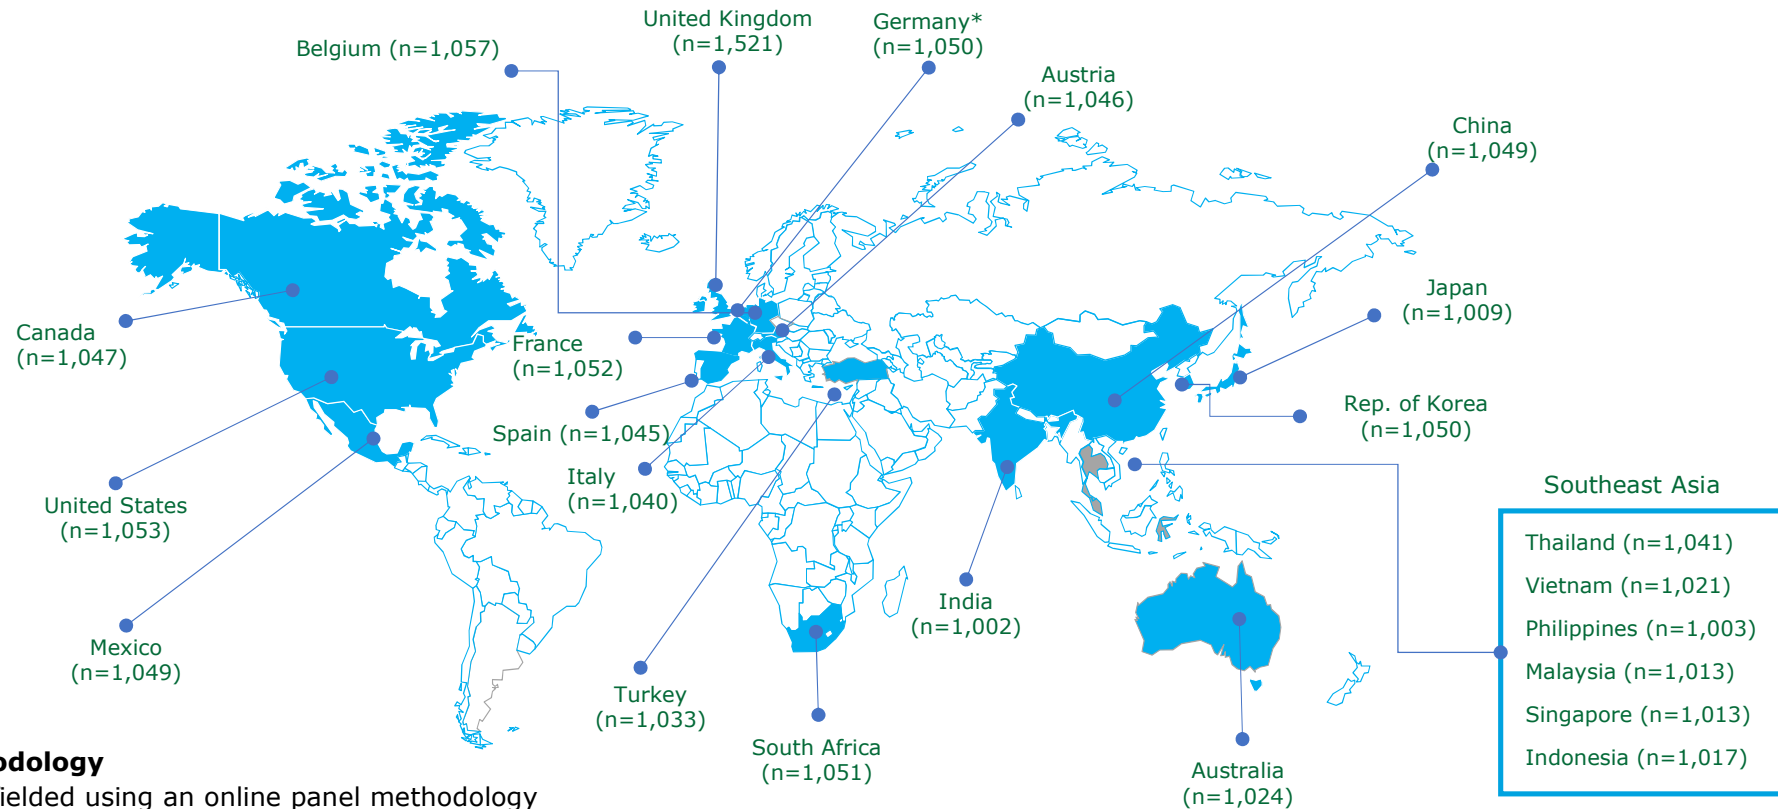 United Kingdom
(n=1,521)
Germany*
(n=1,050)
Belgium (n=1,057)
Austria
(n=1,046)
China
(n=1,049)
Japan
(n=1,009)
Canada
(n=1,047)
France
(n=1,052)
Rep. of Korea
(n=1,050)
Spain (n=1,045)
Italy
(n=1,040)
United States
(n=1,053)
Southeast Asia
Thailand (n=1,041)
Vietnam (n=1,021)
Philippines (n=1,003)
Malaysia (n=1,013)
Singapore (n=1,013)
Indonesia (n=1,017)
India
(n=1,002)
Mexico
(n=1,049)
Turkey
(n=1,033)
South Africa
(n=1,051)
Australia
(n=1,024)
odology
ielded using an online panel methodology